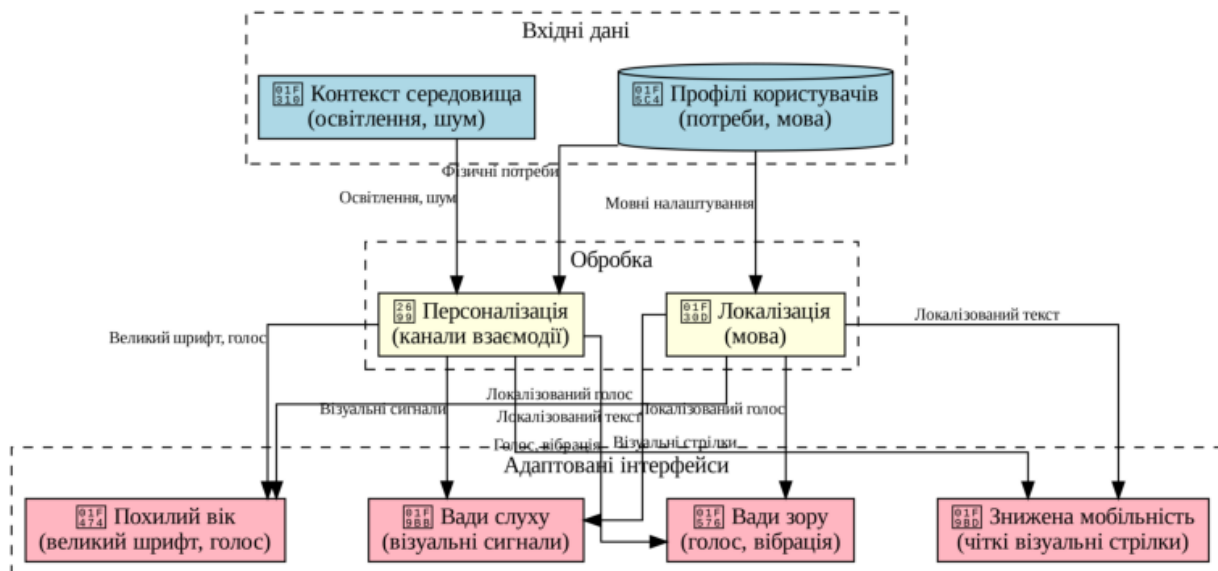 Вхідні дані
Контекст середовища
(освітлення, шум)
Профілі користувачів
(потреби, мова)
Фізичні потреби
Освітлення, шум
Мовні налаштування
Обробка
Персоналізація
(канали взаємодії)
Локалізація
(мова)
Локалізований текст
Великий шрифт, голос
Локалізований голос
Візуальні сигнали
Локалізований текст
Локалізований голос
Голос, вібрація
Візуальні стрілки
Адаптовані інтерфейси
Похилий вік
(великий шрифт, голос)
Вади слуху
(візуальні сигнали)
Вади зору
(голос, вібрація)
Знижена мобільність
(чіткі візуальні стрілки)